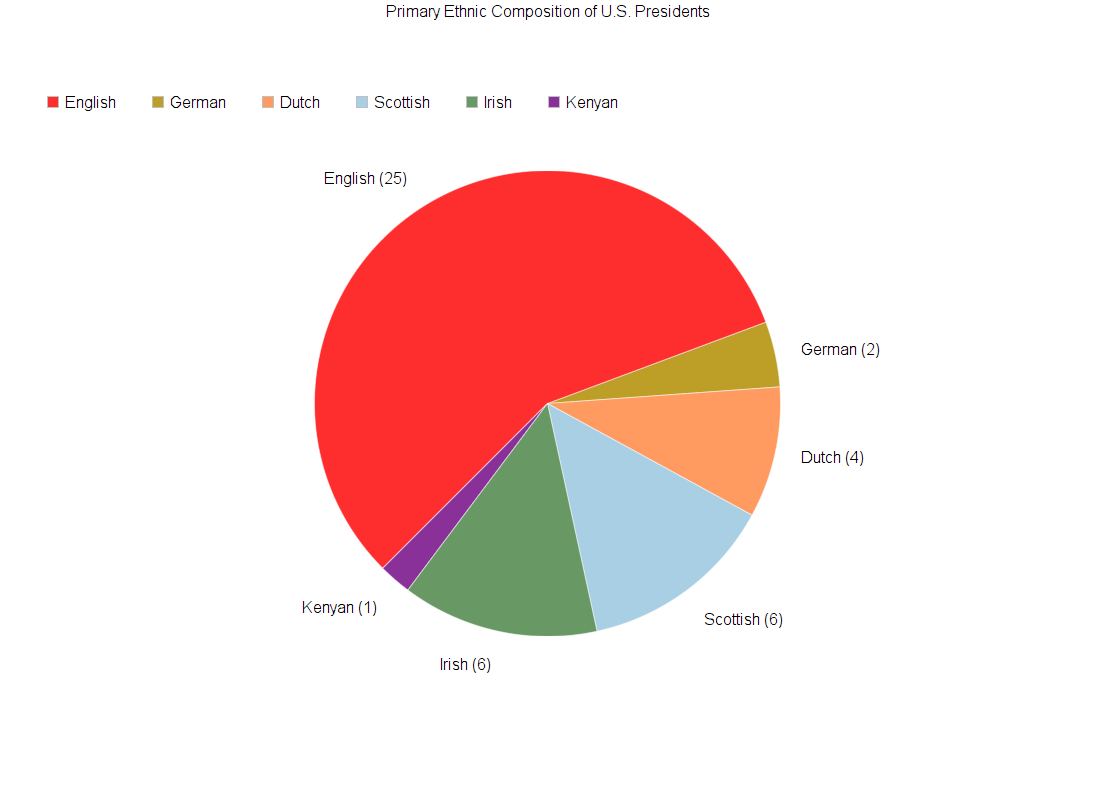 Primary Ethnic Composition of U.S. Presidents
English German Dutch Scottish Irish Kenyan
English (25)
German (2)
Dutch (4)
Kenyan (1)
Scottish (6)
Irish (6)